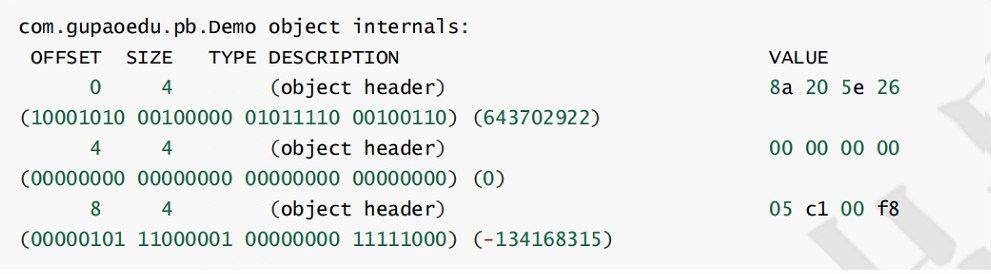 com.gupaoedu.pb.Demo object internals:
OFFSET SIZE TYPE DESCRIPTION VALUE
0 4 (object header) 8a 20 5e 26
(10001010 00100000 01011110 00100110) (643702922)
4 4 (object header) 00 00 00 00
(00000000 00000000 00000000 00000000) (0)
8 4 (object header) 05 c1 00 f8
(00000101 11000001 00000000 11111000) (-134168315)